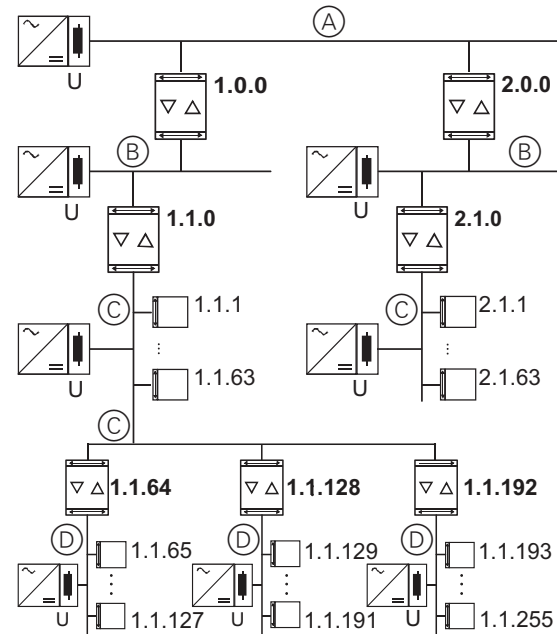 A
U
1.0.0
2.0.0
B
B
U
U
1.1.0
2.1.0
C
1.1.1
C
2.1.1
U
1.1.63
U
2.1.63
C
1.1.64
1.1.128
1.1.192
D
1.1.65
D
1.1.129
D
1.1.193
U
1.1.127
U
1.1.191
U
1.1.255